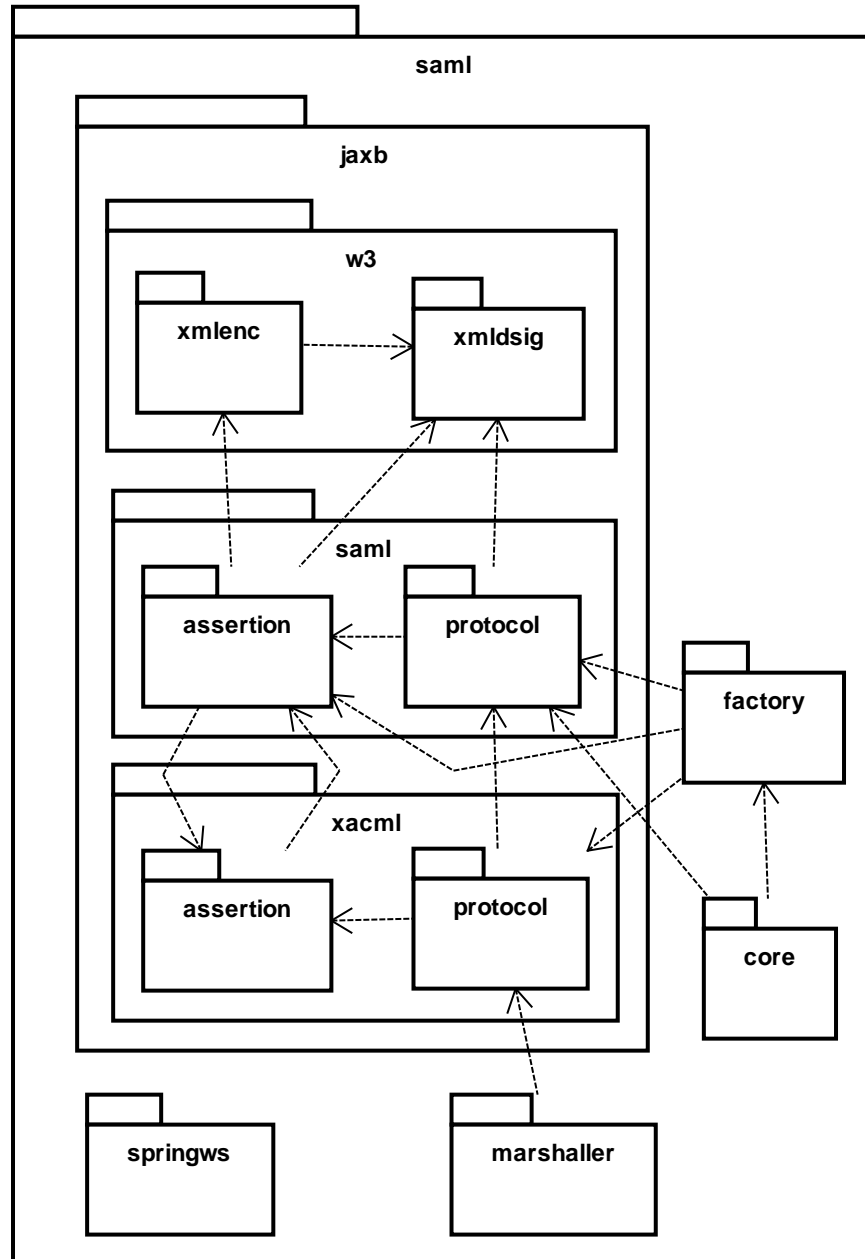 saml
jaxb
w3
xmlenc
xmldsig
saml
assertion
protocol
factory
xacml
assertion
protocol
core
springws
marshaller